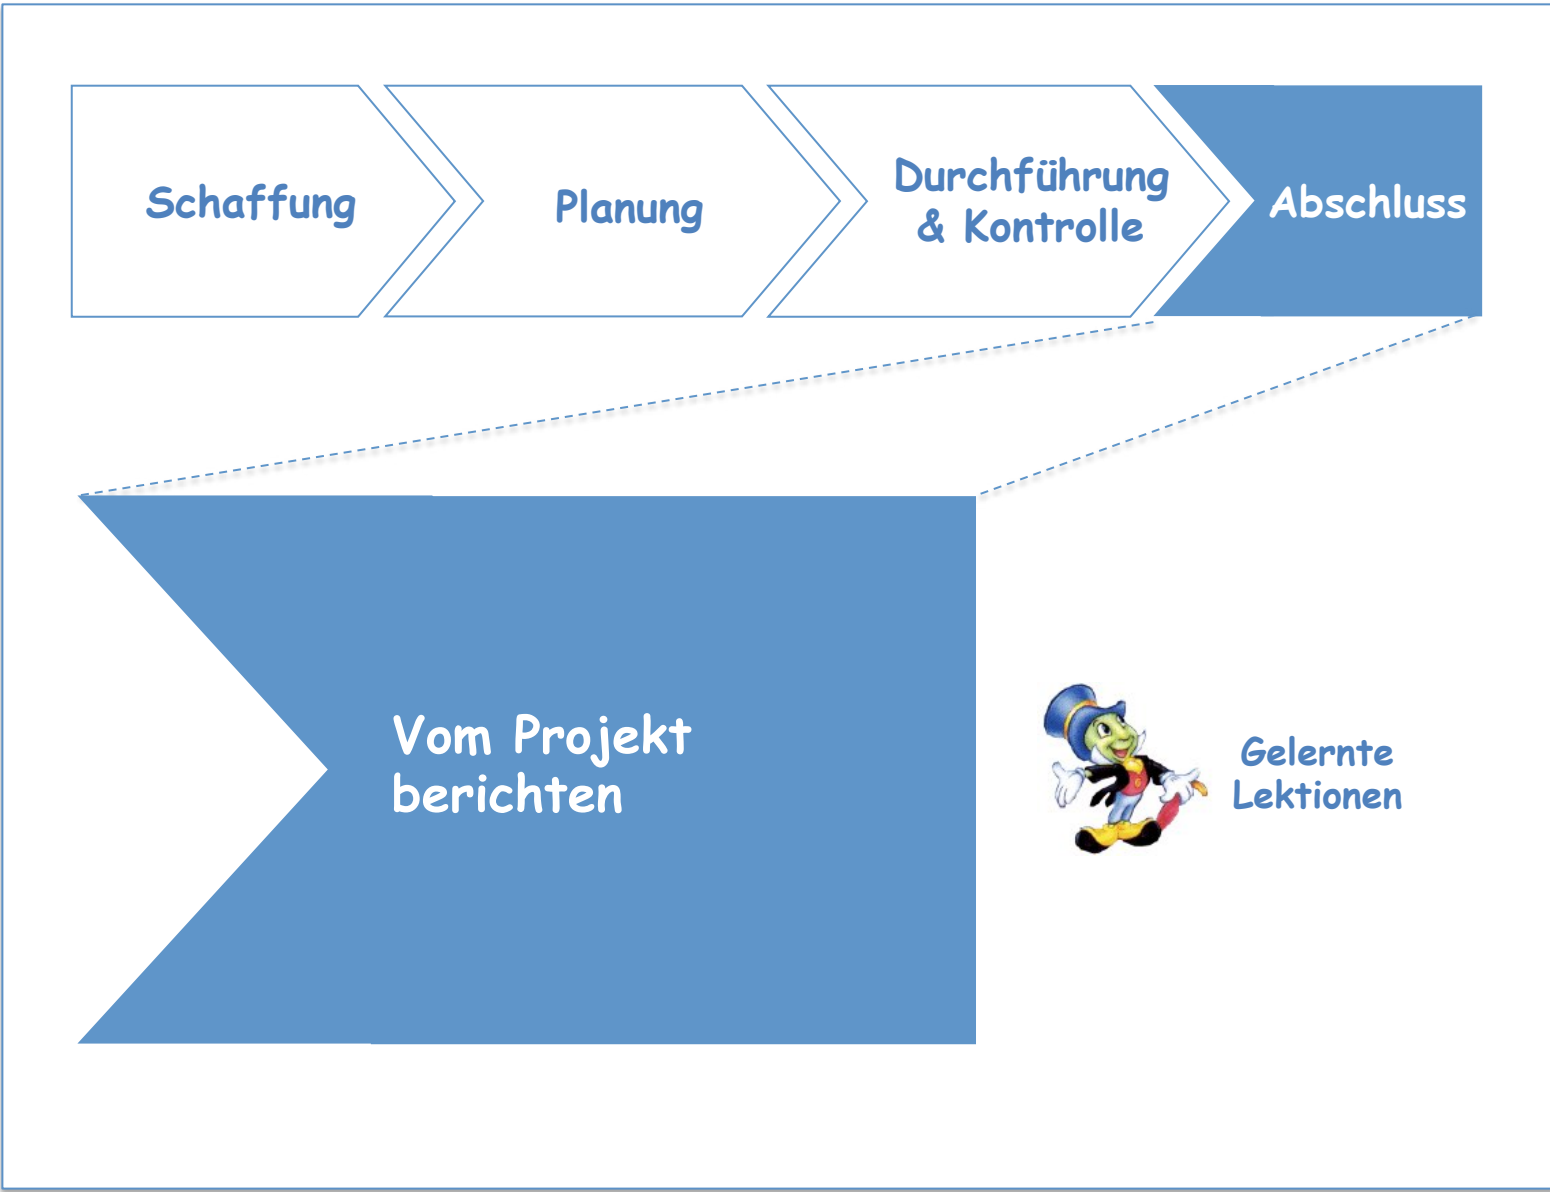 Schaffung
Planung
Durchführung
& Kontrolle
Abschluss
Vom Projekt
berichten
Gelernte
Lektionen